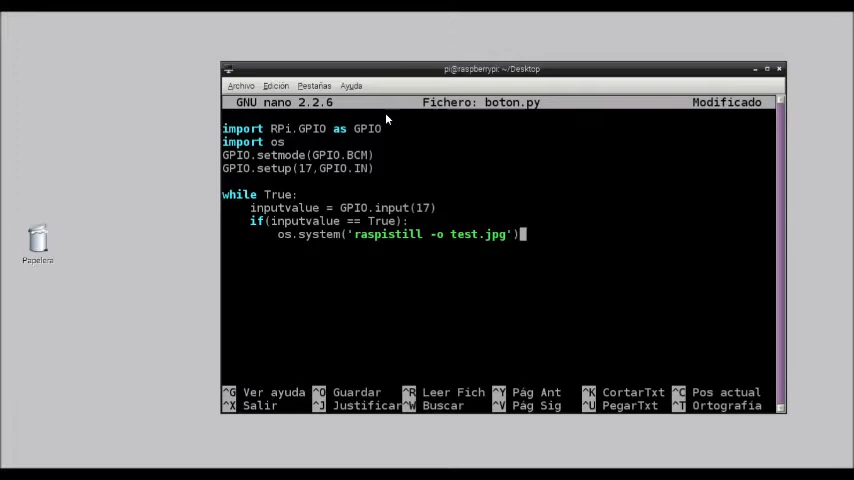 pi@raspberrypi: ~/Desktop
Archivo Edición Pestañas Ayuda
GNU nano 2.2.6 Fichero: boton.py Modificado
import RPi.GPIO as GPIO
import os
GPIO.setmode(GPIO.BCM)
GPIO.setup(17,GPIO.IN)
while True:
    inputvalue = GPIO.input(17)
    if(inputvalue == True):
        os.system('raspistill -o test.jpg')
Papelera
^G Ver ayuda ^O Guardar ^R Leer Fich ^Y Pág Ant ^K CortarTxt ^C Pos actual
^X Salir ^J Justificar ^W Buscar ^V Pág Sig ^U PegarTxt ^T Ortografía